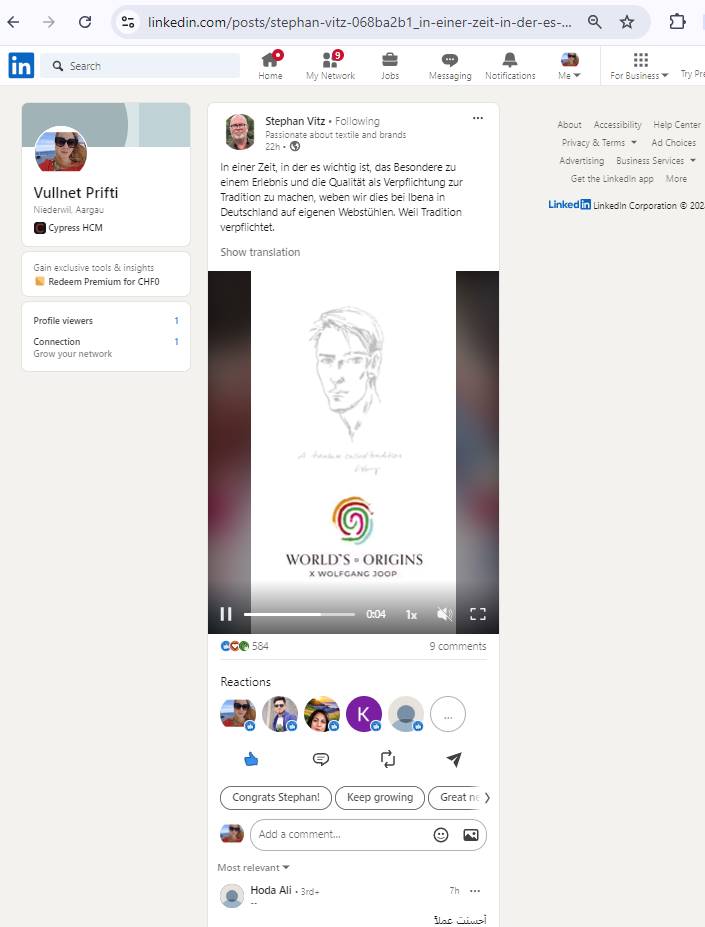 linkedin.com/posts/stephan-vitz-068ba2b1_in-einer-zeit-in-der-es-...
in
Search
Home
9
My Network
Jobs
Messaging
Notifications
Me
For Business
Try Pre
Vullnet Prifti
Niederwil, Aargau
Cypress HCM
Gain exclusive tools & insights
Redeem Premium for CHF0
Profile viewers 1
Connection 1
Grow your network
Stephan Vitz • Following
Passionate about textile and brands
22h •
In einer Zeit, in der es wichtig ist, das Besondere zu
einem Erlebnis und die Qualität als Verpflichtung zur
Tradition zu machen, weben wir dies bei Ibena in
Deutschland auf eigenen Webstühlen. Weil Tradition
verpflichtet.
Show translation
WORLD`S ORIGINS
X WOLFGANG JOOP
0:04 1x
584 9 comments
Reactions
K
...
Congrats Stephan! Keep growing Great ne
Add a comment...
Most relevant
Hoda Ali • 3rd+ 7h
--
أحسنت عملاً
About Accessibility Help Center
Privacy & Terms Ad Choices
Advertising Business Services
Get the LinkedIn app More
LinkedIn LinkedIn Corporation © 202